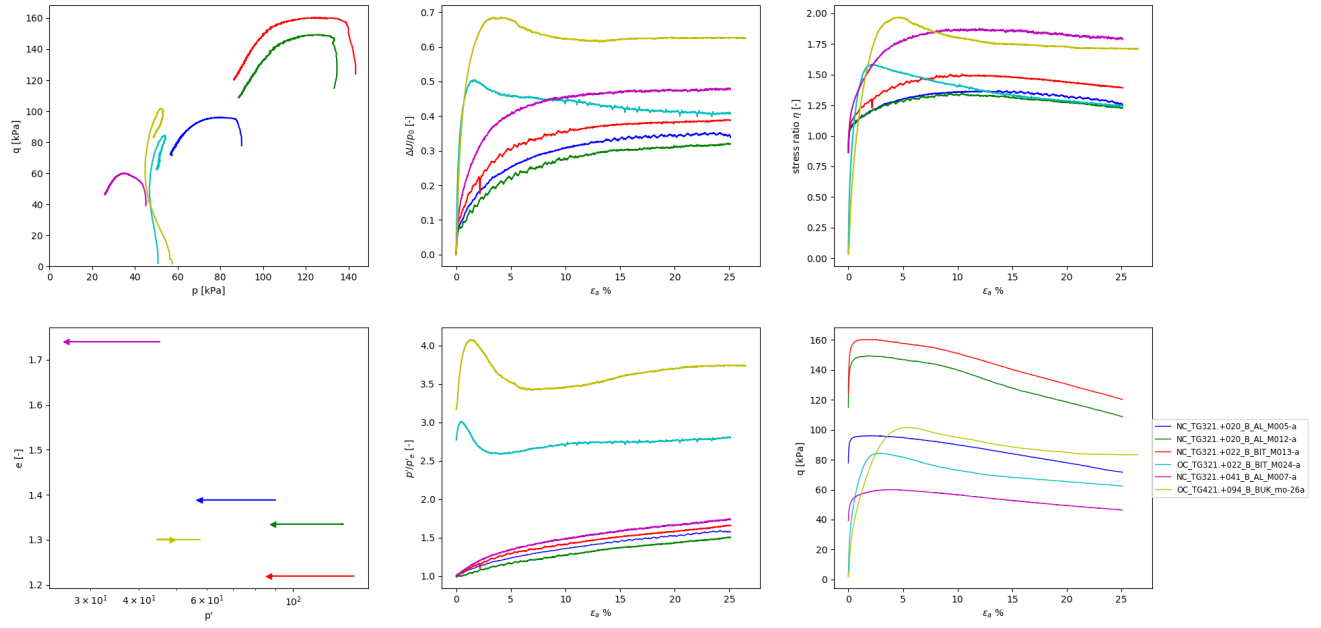 160
140
120
100
80
60
40
20
0
q [kPa]
0 20 40 60 80 100 120 140
p [kPa]
0.7
0.6
0.5
0.4
0.3
0.2
0.1
0.0
ΔU/p₀ [-]
0 5 10 15 20 25
εₐ %
2.00
1.75
1.50
1.25
1.00
0.75
0.50
0.25
0.00
stress ratio η [-]
0 5 10 15 20 25
εₐ %
1.7
1.6
1.5
1.4
1.3
1.2
e [-]
3 × 10¹ 4 × 10¹ 6 × 10¹ 10²
p'
4.0
3.5
3.0
2.5
2.0
1.5
1.0
p'/p'ₑ [-]
0 5 10 15 20 25
εₐ %
160
140
120
100
80
60
40
20
0
q [kPa]
0 5 10 15 20 25
εₐ %
NC_TG321.+020_B_AL_M005-a
NC_TG321.+020_B_AL_M012-a
NC_TG321.+022_B_BIT_M013-a
OC_TG321.+022_B_BIT_M024-a
NC_TG321.+041_B_AL_M007-a
OC_TG421.+094_B_BUK_mo-26a